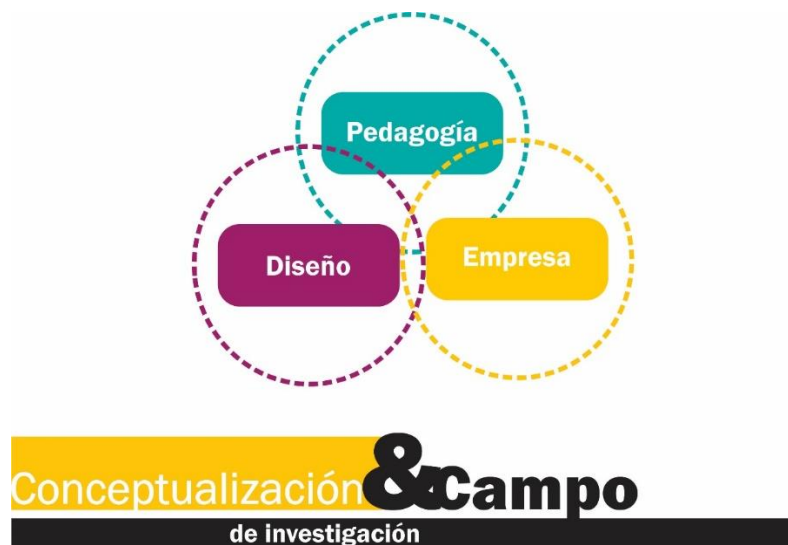 Pedagogía
Diseño
Empresa
Conceptualización & Campo
de investigación